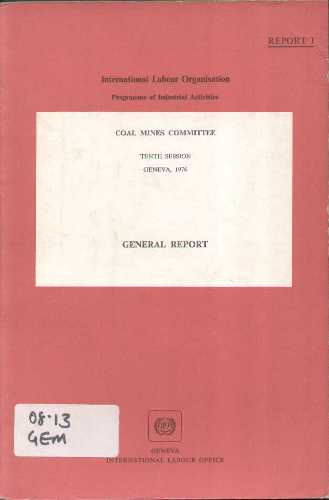 REPORT I
International Labour Organisation
Programme of Industrial Activities
COAL MINES COMMITTEE
TENTH SESSION
GENEVA, 1976
GENERAL REPORT
08.13
GEM
GENEVA
INTERNATIONAL LABOUR OFFICE